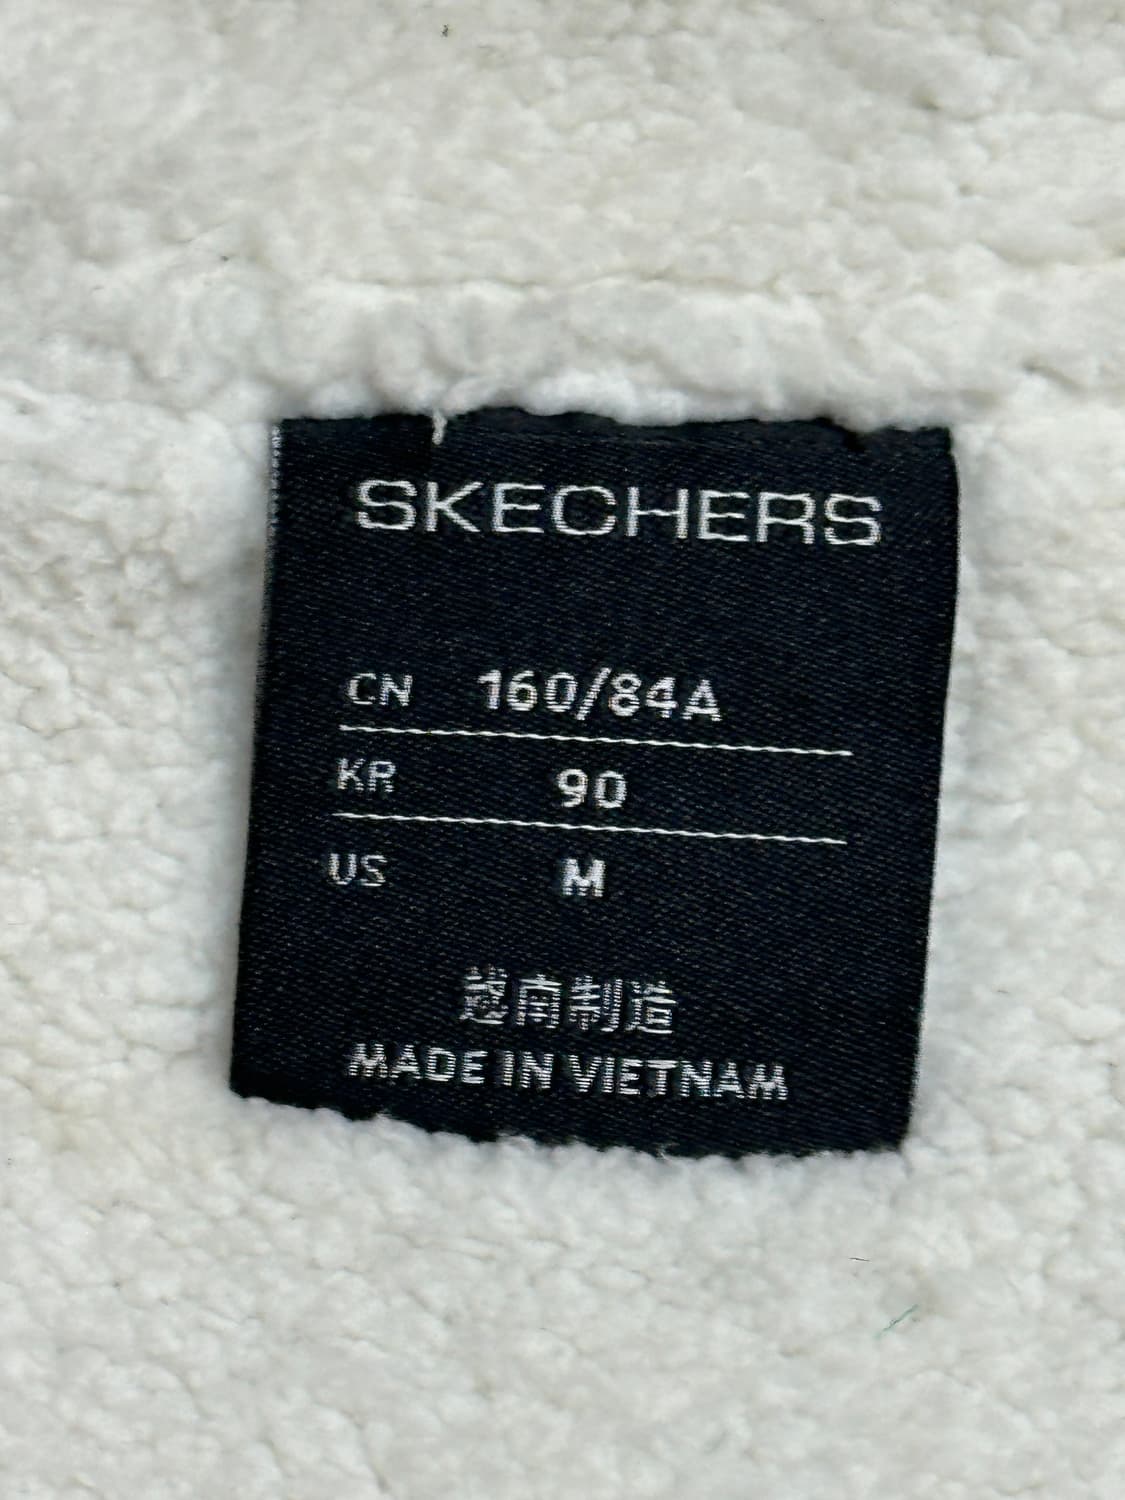 SKECHERS
CN 160/84A
KR 90
US M
越南制造
MADE IN VIETNAM